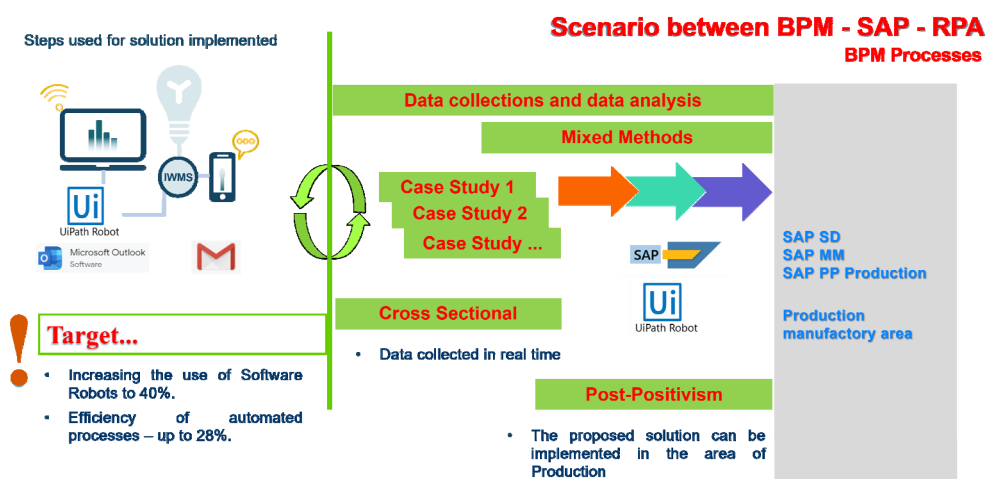 Scenario between BPM - SAP - RPA
BPM Processes
Steps used for solution implemented
IWMS
Ui
UiPath Robot
Microsoft Outlook
Software
Target...
• Increasing the use of Software
Robots to 40%.
• Efficiency of automated
processes – up to 28%.
Data collections and data analysis
Mixed Methods
Case Study 1
Case Study 2
Case Study ...
SAP
Ui
UiPath Robot
Cross Sectional
• Data collected in real time
Post-Positivism
• The proposed solution can be
implemented in the area of
Production
SAP SD
SAP MM
SAP PP Production
Production
manufactory area